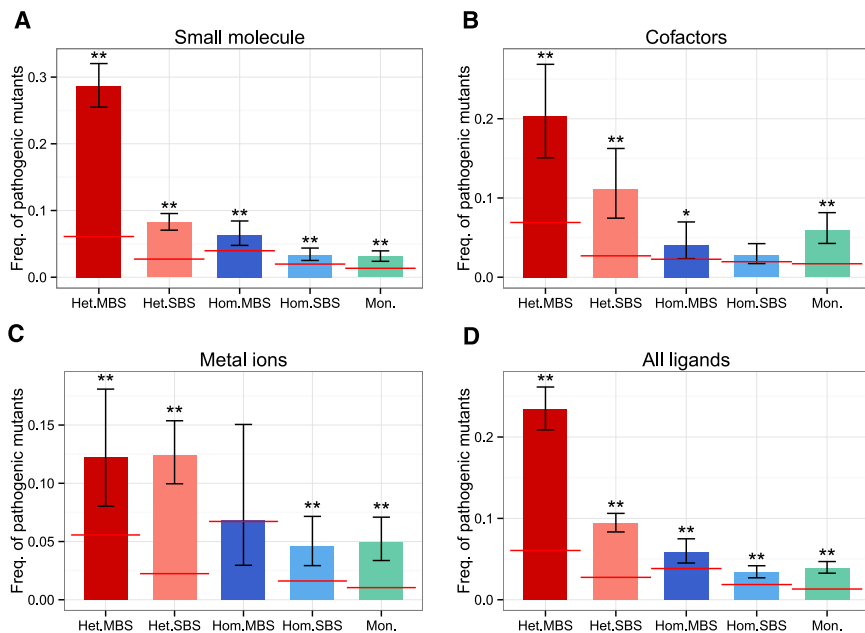 A
Small molecule
Freq. of pathogenic mutants
0.3
0.2
0.1
0.0
** ** ** ** **
Het.MBS Het.SBS Hom.MBS Hom.SBS Mon.
B
Cofactors
Freq. of pathogenic mutants
0.2
0.1
0.0
** ** * **
Het.MBS Het.SBS Hom.MBS Hom.SBS Mon.
C
Metal ions
Freq. of pathogenic mutants
0.15
0.10
0.05
0.00
** ** ** **
Het.MBS Het.SBS Hom.MBS Hom.SBS Mon.
D
All ligands
Freq. of pathogenic mutants
0.2
0.1
0.0
** ** ** ** **
Het.MBS Het.SBS Hom.MBS Hom.SBS Mon.